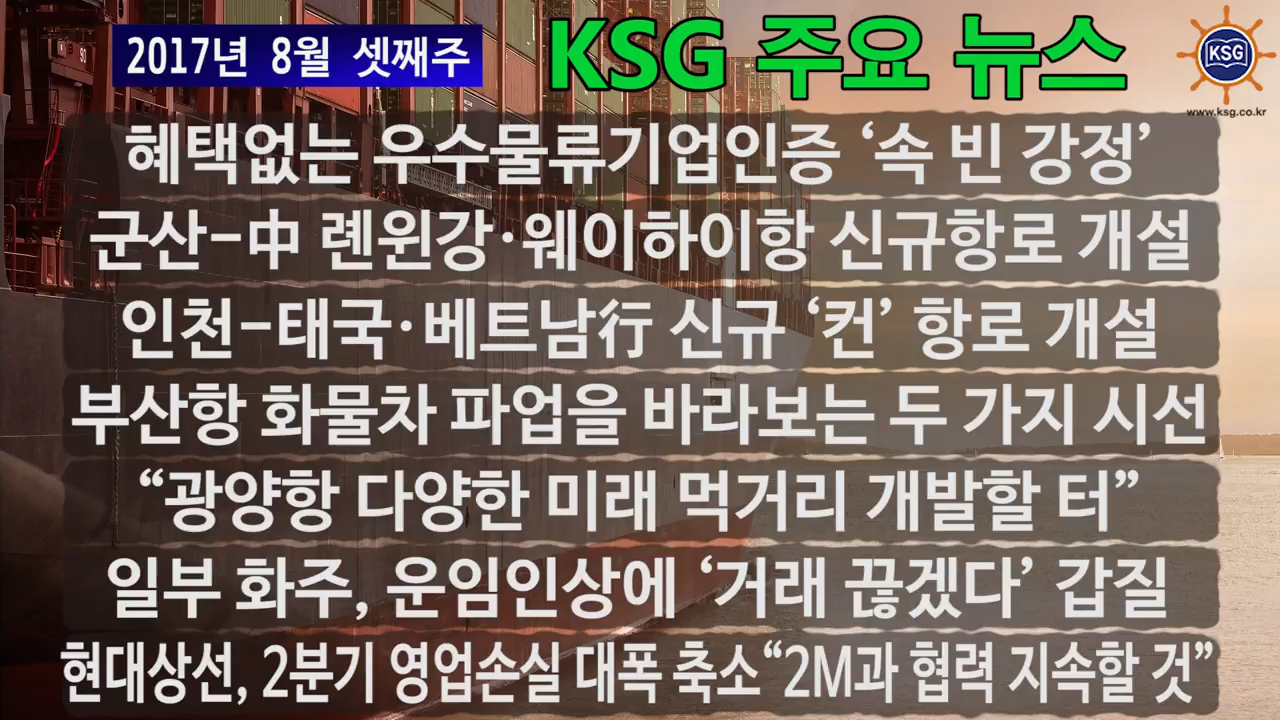 2017년 8월 셋째주
KSG 주요 뉴스
KSG
www.ksg.co.kr
혜택없는 우수물류기업인증 ‘속 빈 강정’
군산-中 롄윈강·웨이하이항 신규항로 개설
인천-태국·베트남行 신규 ‘컨’ 항로 개설
부산항 화물차 파업을 바라보는 두 가지 시선
“광양항 다양한 미래 먹거리 개발할 터”
일부 화주, 운임인상에 ‘거래 끊겠다’ 갑질
현대상선, 2분기 영업손실 대폭 축소“2M과 협력 지속할 것”